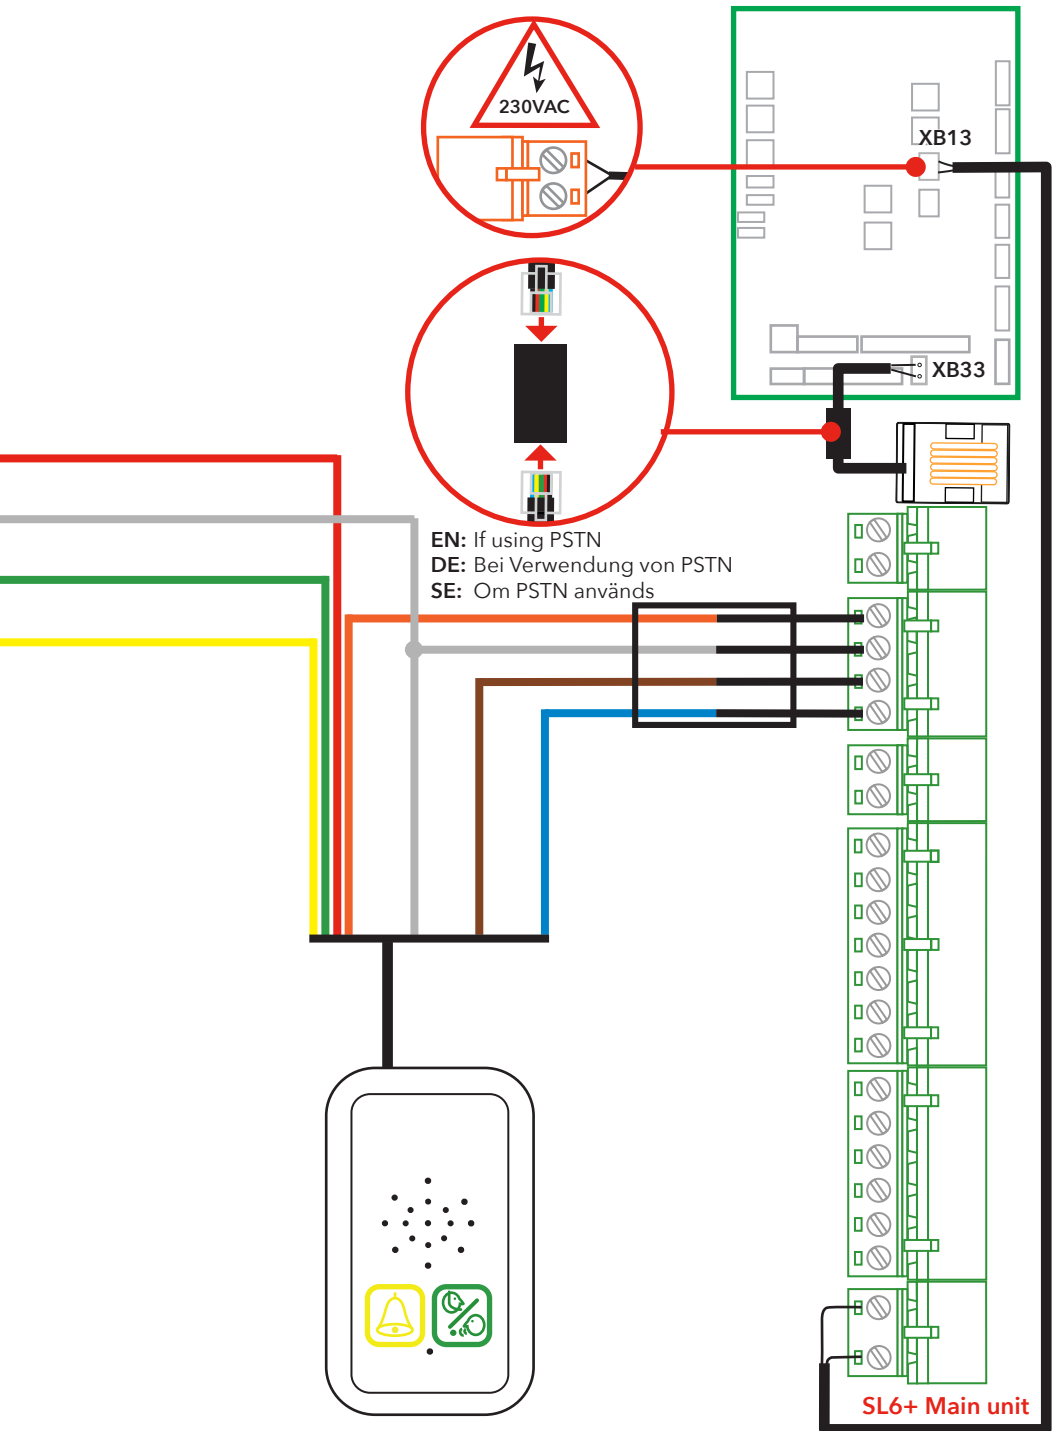 230VAC
XB13
XB33
EN: If using PSTN
DE: Bei Verwendung von PSTN
SE: Om PSTN används
SL6+ Main unit